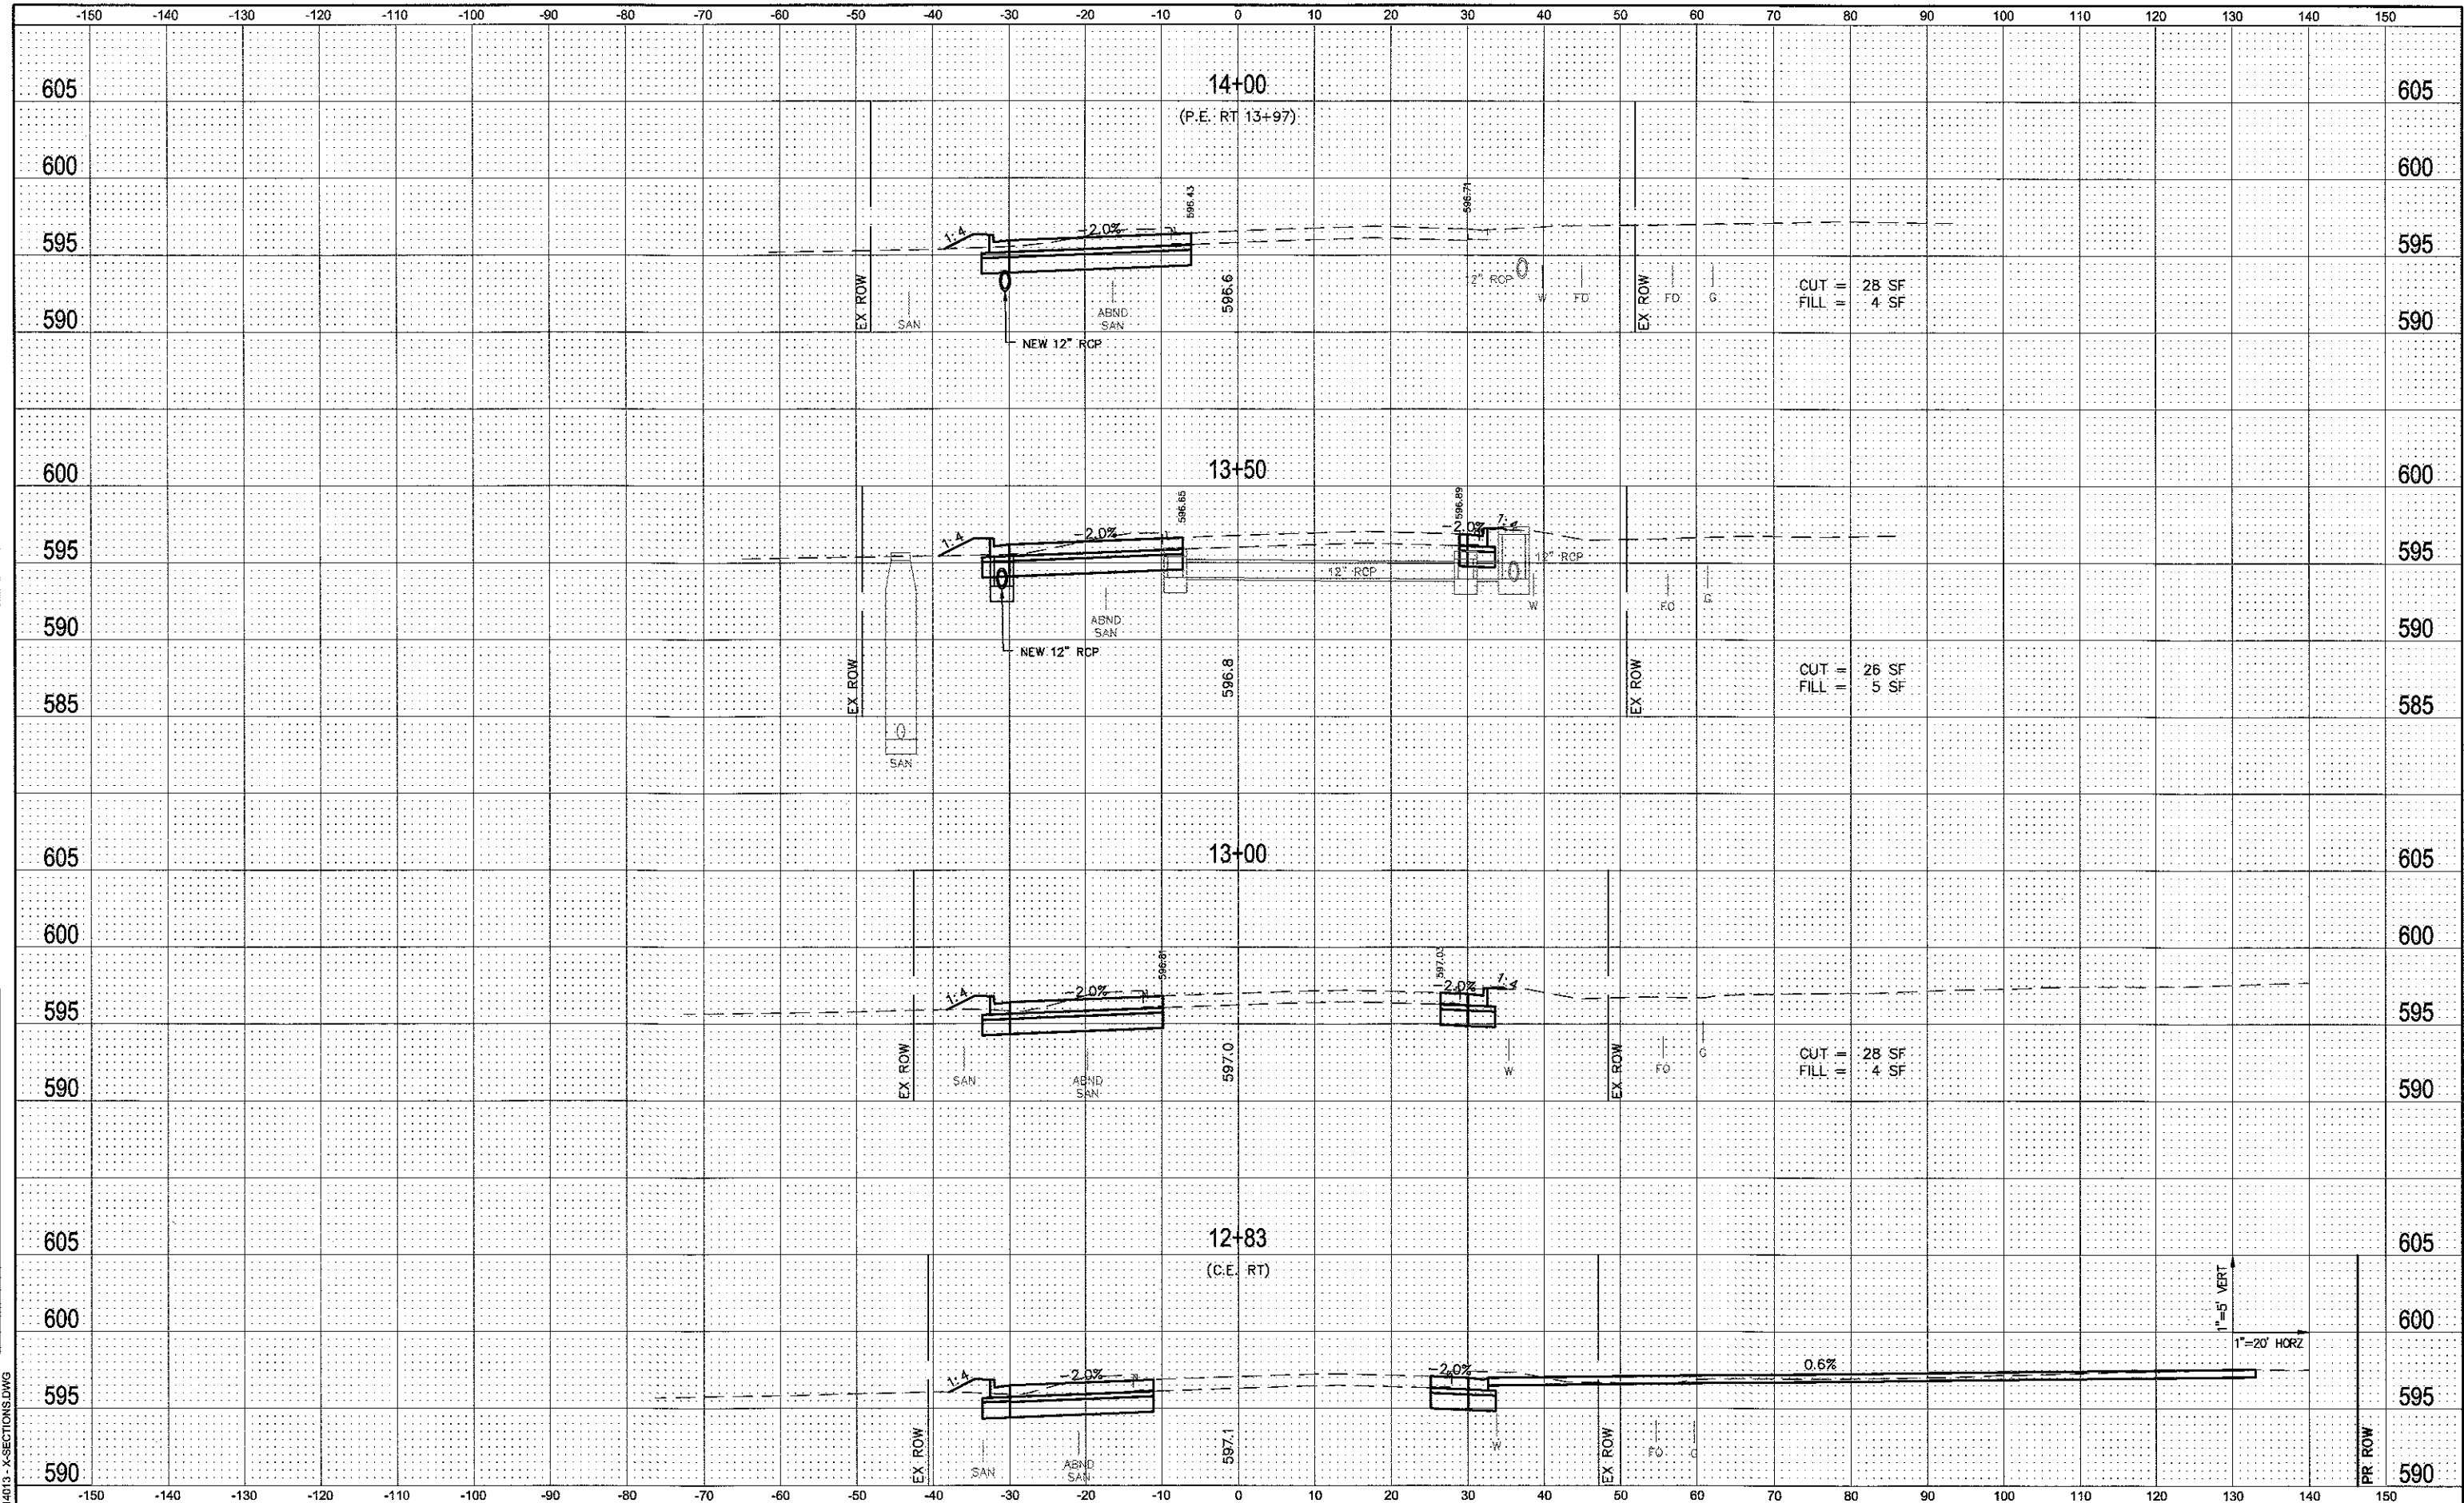 -150 -140 -130 -120 -110 -100 -90 -80 -70 -60 -50 -40 -30 -20 -10 0 10 20 30 40 50 60 70 80 90 100 110 120 130 140 150
605 14+00 605
(P.E. RT 13+97)
600 600
596.43 596.71
595 1:4 -2.0% 595
EX ROW 596.6 2" RCP W FO EX ROW FO G
CUT = 28 SF
FILL = 4 SF
590 SAN ABND SAN 590
NEW 12" RCP
600 13+50 600
596.65 596.89
595 1:4 -2.0% -2.0% 1:4 595
12" RCP 12" RCP
W FO G
590 ABND SAN 590
NEW 12" RCP
EX ROW 596.8 EX ROW
CUT = 26 SF
FILL = 5 SF
585 585
SAN
605 13+00 605
600 600
596.81
595 1:4 -2.0% -2.0% 1:4 595
EX ROW 597.0 EX ROW
CUT = 28 SF
FILL = 4 SF
590 SAN ABND SAN W FO G 590
605 12+83 605
(C.E. RT)
1"=5' VERT
600 600
1"=20' HORZ
595 1:4 -2.0% -2.0% 0.6% 595
EX ROW 597.1 EX ROW PR ROW
590 SAN ABND SAN W FO G 590
-150 -140 -130 -120 -110 -100 -90 -80 -70 -60 -50 -40 -30 -20 -10 0 10 20 30 40 50 60 70 80 90 100 110 120 130 140 150
14013 - X-SECTIONS.DWG